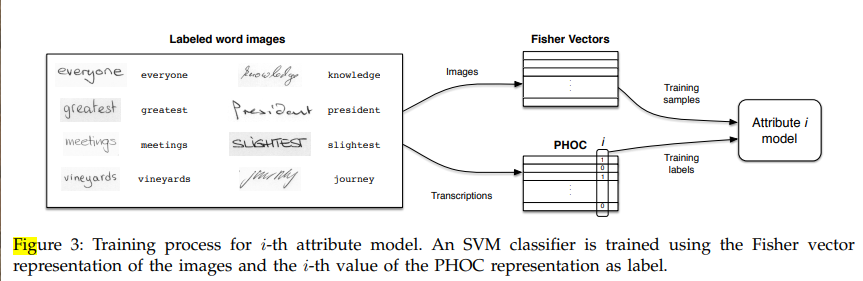 Labeled word images
Fisher Vectors
everyone everyone knowledge knowledge
greatest greatest President president
meetings meetings SLIGHTEST slightest
vineyards vineyards journey journey
Images
Transcriptions
Training
samples
PHOC i
1
0
1
0
Training
labels
Attribute i
model
Figure 3: Training process for i-th attribute model. An SVM classifier is trained using the Fisher vector
representation of the images and the i-th value of the PHOC representation as label.